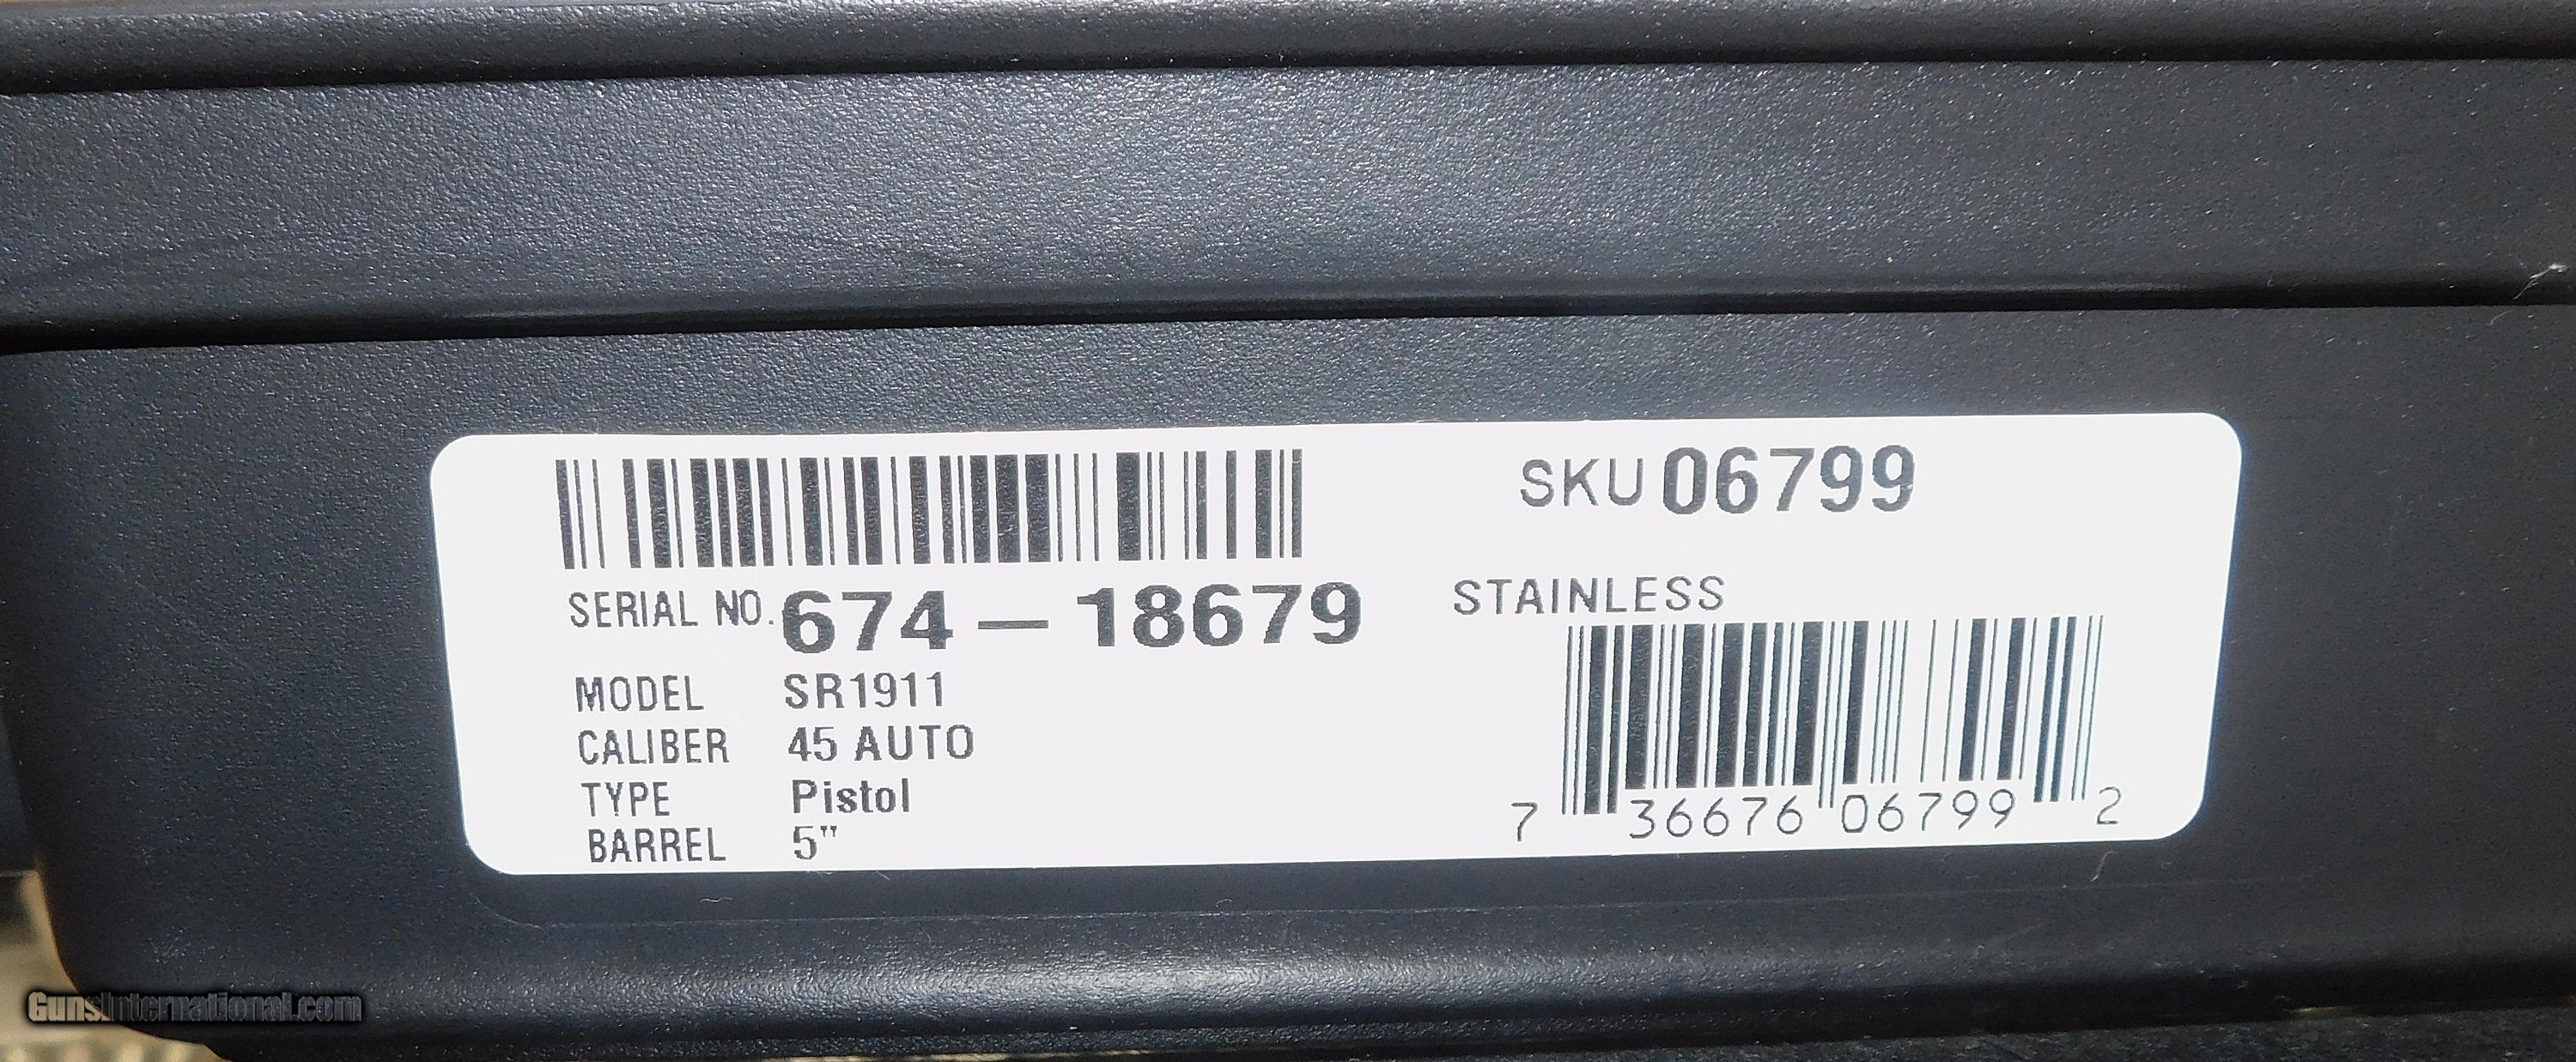 SKU 06799
SERIAL NO. 674-18679
STAINLESS
MODEL SR1911
CALIBER 45 AUTO
TYPE Pistol
BARREL 5"
7 36676 06799 2
GunsInternational.com